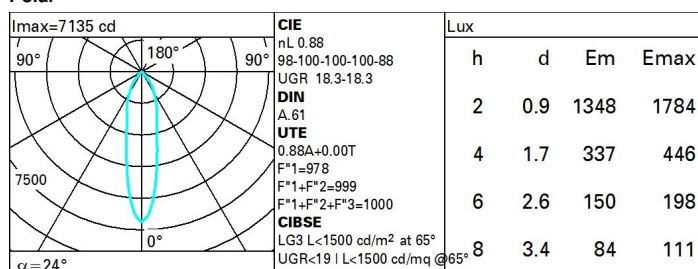 Imax=7135 cd
90°
180°
90°
7500
0°
α=24°
CIE
nL 0.88
98-100-100-100-88
UGR 18.3-18.3
DIN
A.61
UTE
0.88A+0.00T
F"1=978
F"1+F"2=999
F"1+F"2+F"3=1000
CIBSE
LG3 L<1500 cd/m² at 65°
UGR<19 | L<1500 cd/mq @65°
Lux
h d Em Emax
2 0.9 1348 1784
4 1.7 337 446
6 2.6 150 198
8 3.4 84 111